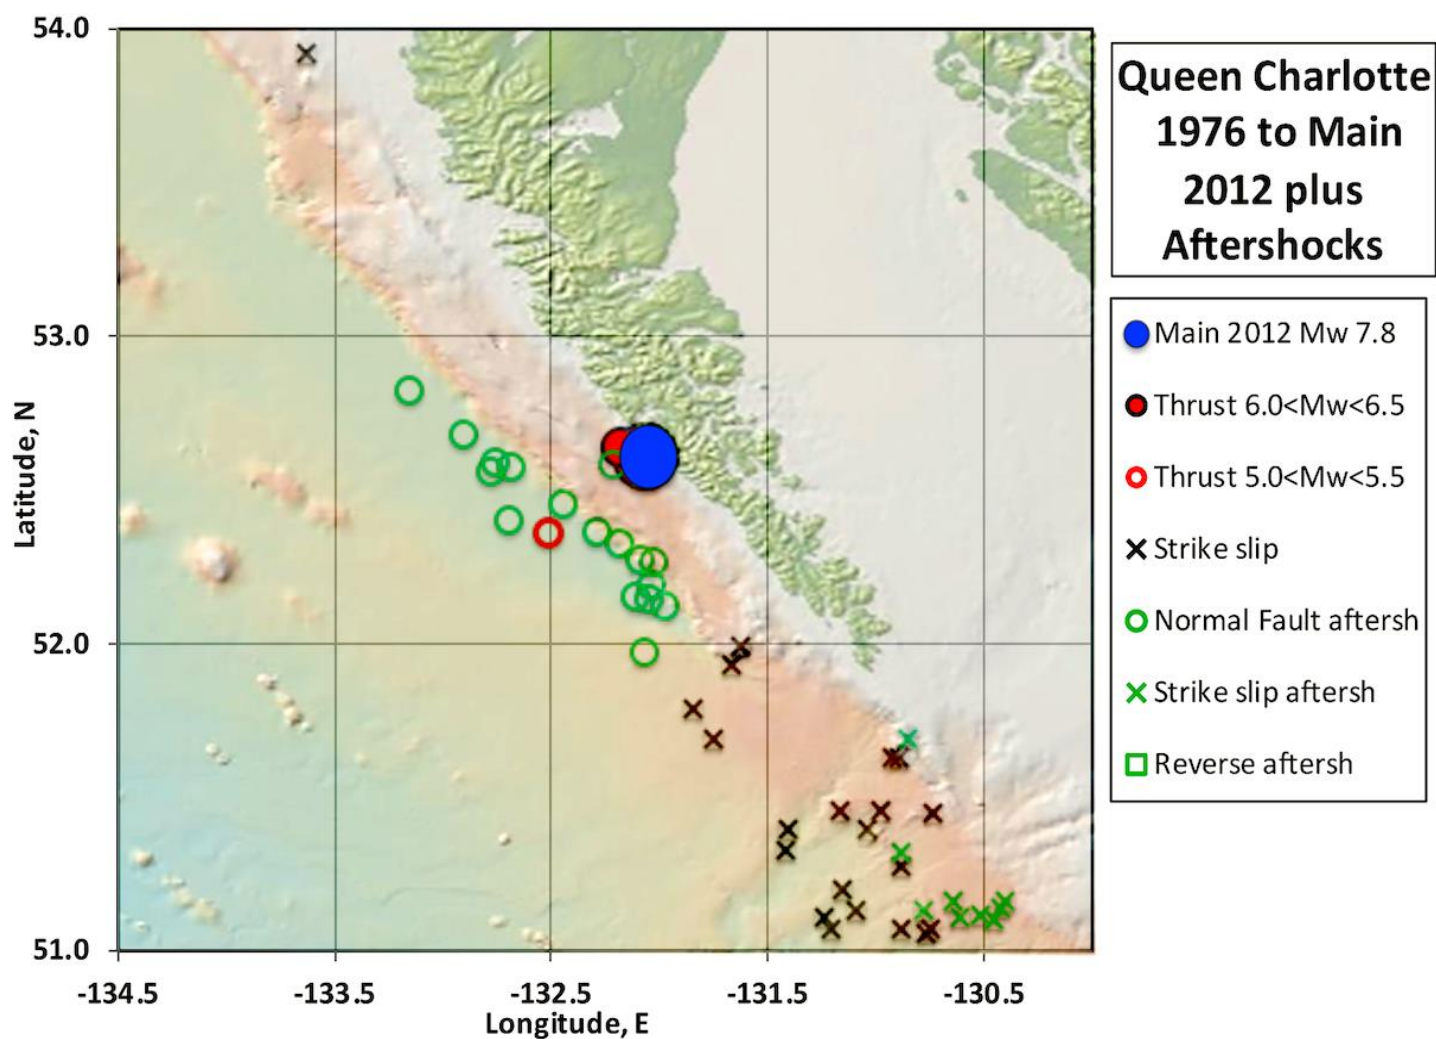 54.0
53.0
52.0
51.0
Latitude, N
-134.5
-133.5
-132.5
-131.5
-130.5
Longitude, E
Queen Charlotte
1976 to Main
2012 plus
Aftershocks
Main 2012 Mw 7.8
Thrust 6.0<Mw<6.5
Thrust 5.0<Mw<5.5
Strike slip
Normal Fault aftersh
Strike slip aftersh
Reverse aftersh